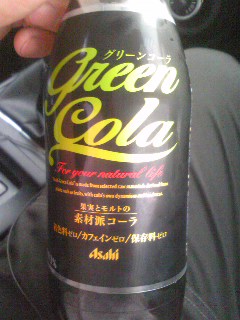 グリーンコーラ
Green
Cola
For your natural life
果実とモルトの
素材派コーラ
着色料ゼロ/カフェインゼロ/保存料ゼロ
Asahi